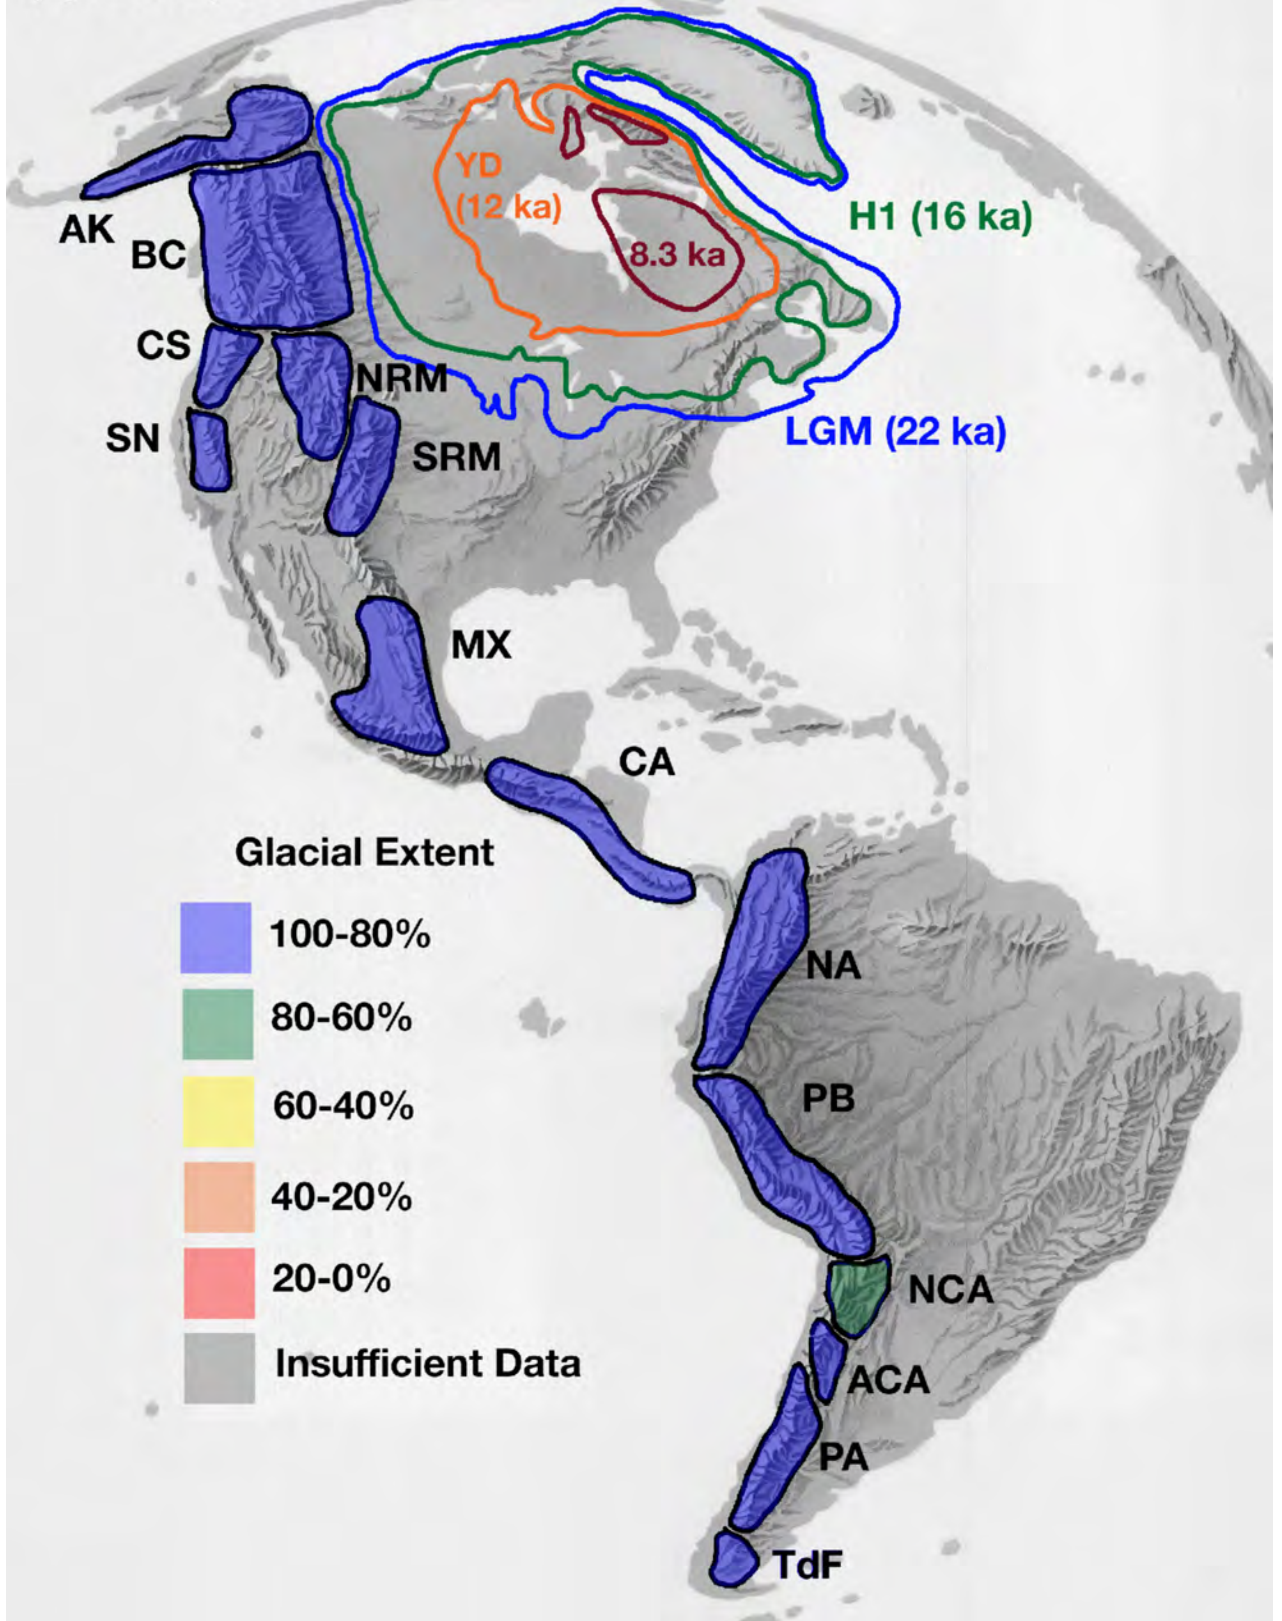 YD
(12 ka)
H1 (16 ka)
8.3 ka
AK
BC
CS
NRM
SN
SRM
LGM (22 ka)
MX
CA
Glacial Extent
100-80%
80-60%
60-40%
40-20%
20-0%
Insufficient Data
NA
PB
NCA
ACA
PA
TdF